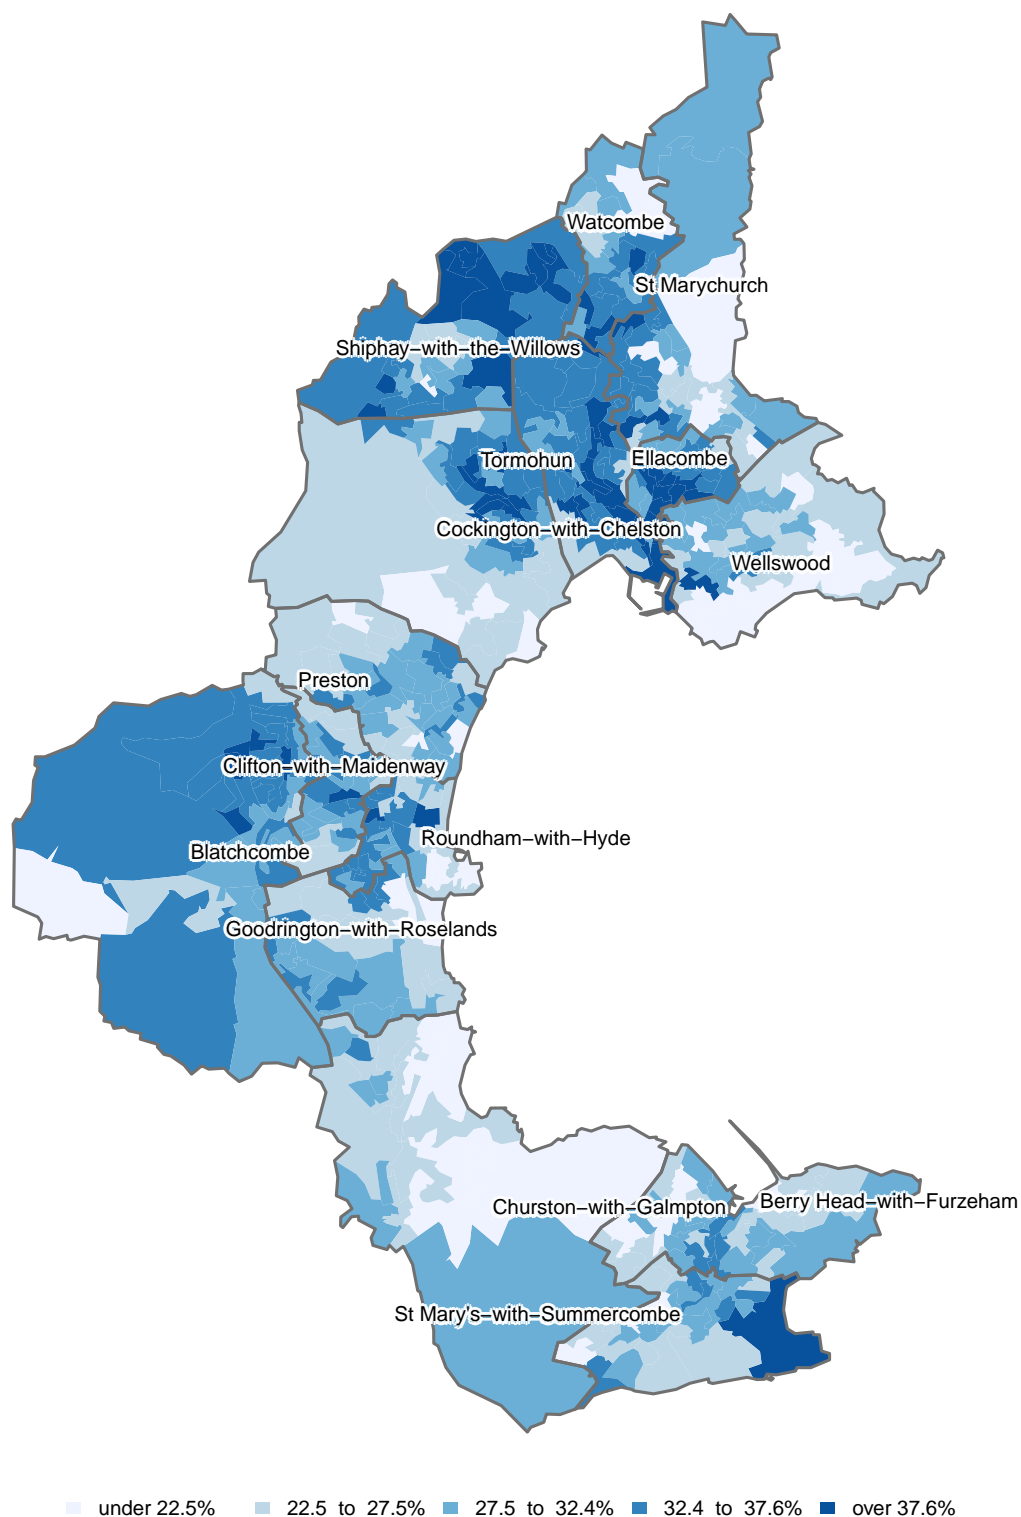 Watcombe
St Marychurch
Shiphay−with−the−Willows
Tormohun
Ellacombe
Cockington−with−Chelston
Wellswood
Preston
Clifton−with−Maidenway
Roundham−with−Hyde
Blatchcombe
Goodrington−with−Roselands
Churston−with−Galmpton
Berry Head−with−Furzeham
St Mary's−with−Summercombe
under 22.5% 22.5 to 27.5% 27.5 to 32.4% 32.4 to 37.6% over 37.6%